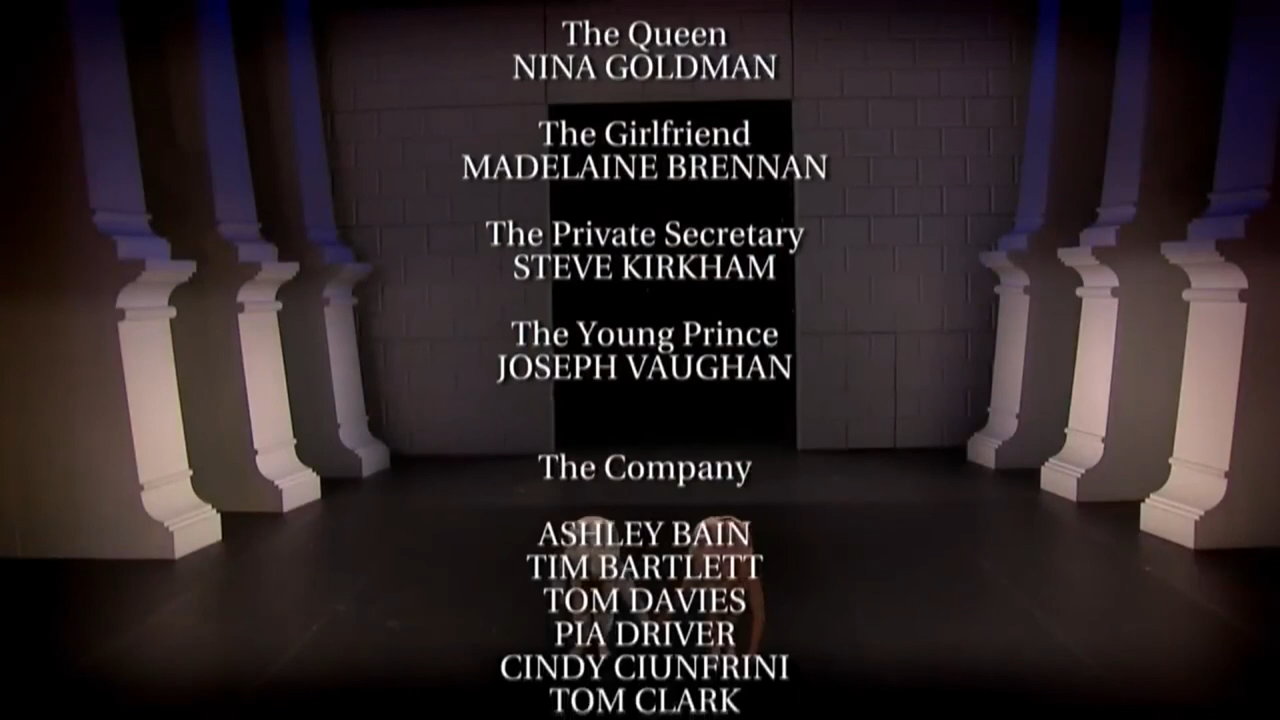 The Queen
NINA GOLDMAN
The Girlfriend
MADELAINE BRENNAN
The Private Secretary
STEVE KIRKHAM
The Young Prince
JOSEPH VAUGHAN
The Company
ASHLEY BAIN
TIM BARTLETT
TOM DAVIES
PIA DRIVER
CINDY CIUNFRINI
TOM CLARK